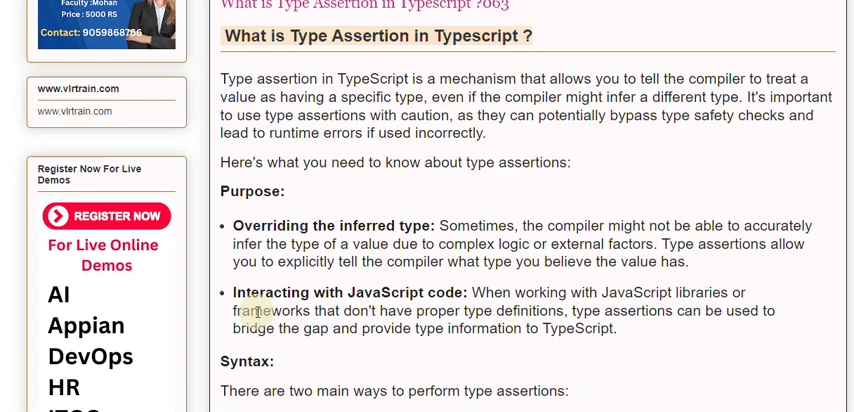 Faculty :Mohan
Price : 5000 RS
Contact: 9059868766
www.vlrtrain.com
www.vlrtrain.com
Register Now For Live
Demos
REGISTER NOW
For Live Online
Demos
AI
Appian
DevOps
HR
What is Type Assertion in Typescript ?063
What is Type Assertion in Typescript ?
Type assertion in TypeScript is a mechanism that allows you to tell the compiler to treat a
value as having a specific type, even if the compiler might infer a different type. It's important
to use type assertions with caution, as they can potentially bypass type safety checks and
lead to runtime errors if used incorrectly.
Here's what you need to know about type assertions:
Purpose:
• Overriding the inferred type: Sometimes, the compiler might not be able to accurately
infer the type of a value due to complex logic or external factors. Type assertions allow
you to explicitly tell the compiler what type you believe the value has.
• Interacting with JavaScript code: When working with JavaScript libraries or
frameworks that don't have proper type definitions, type assertions can be used to
bridge the gap and provide type information to TypeScript.
Syntax:
There are two main ways to perform type assertions: